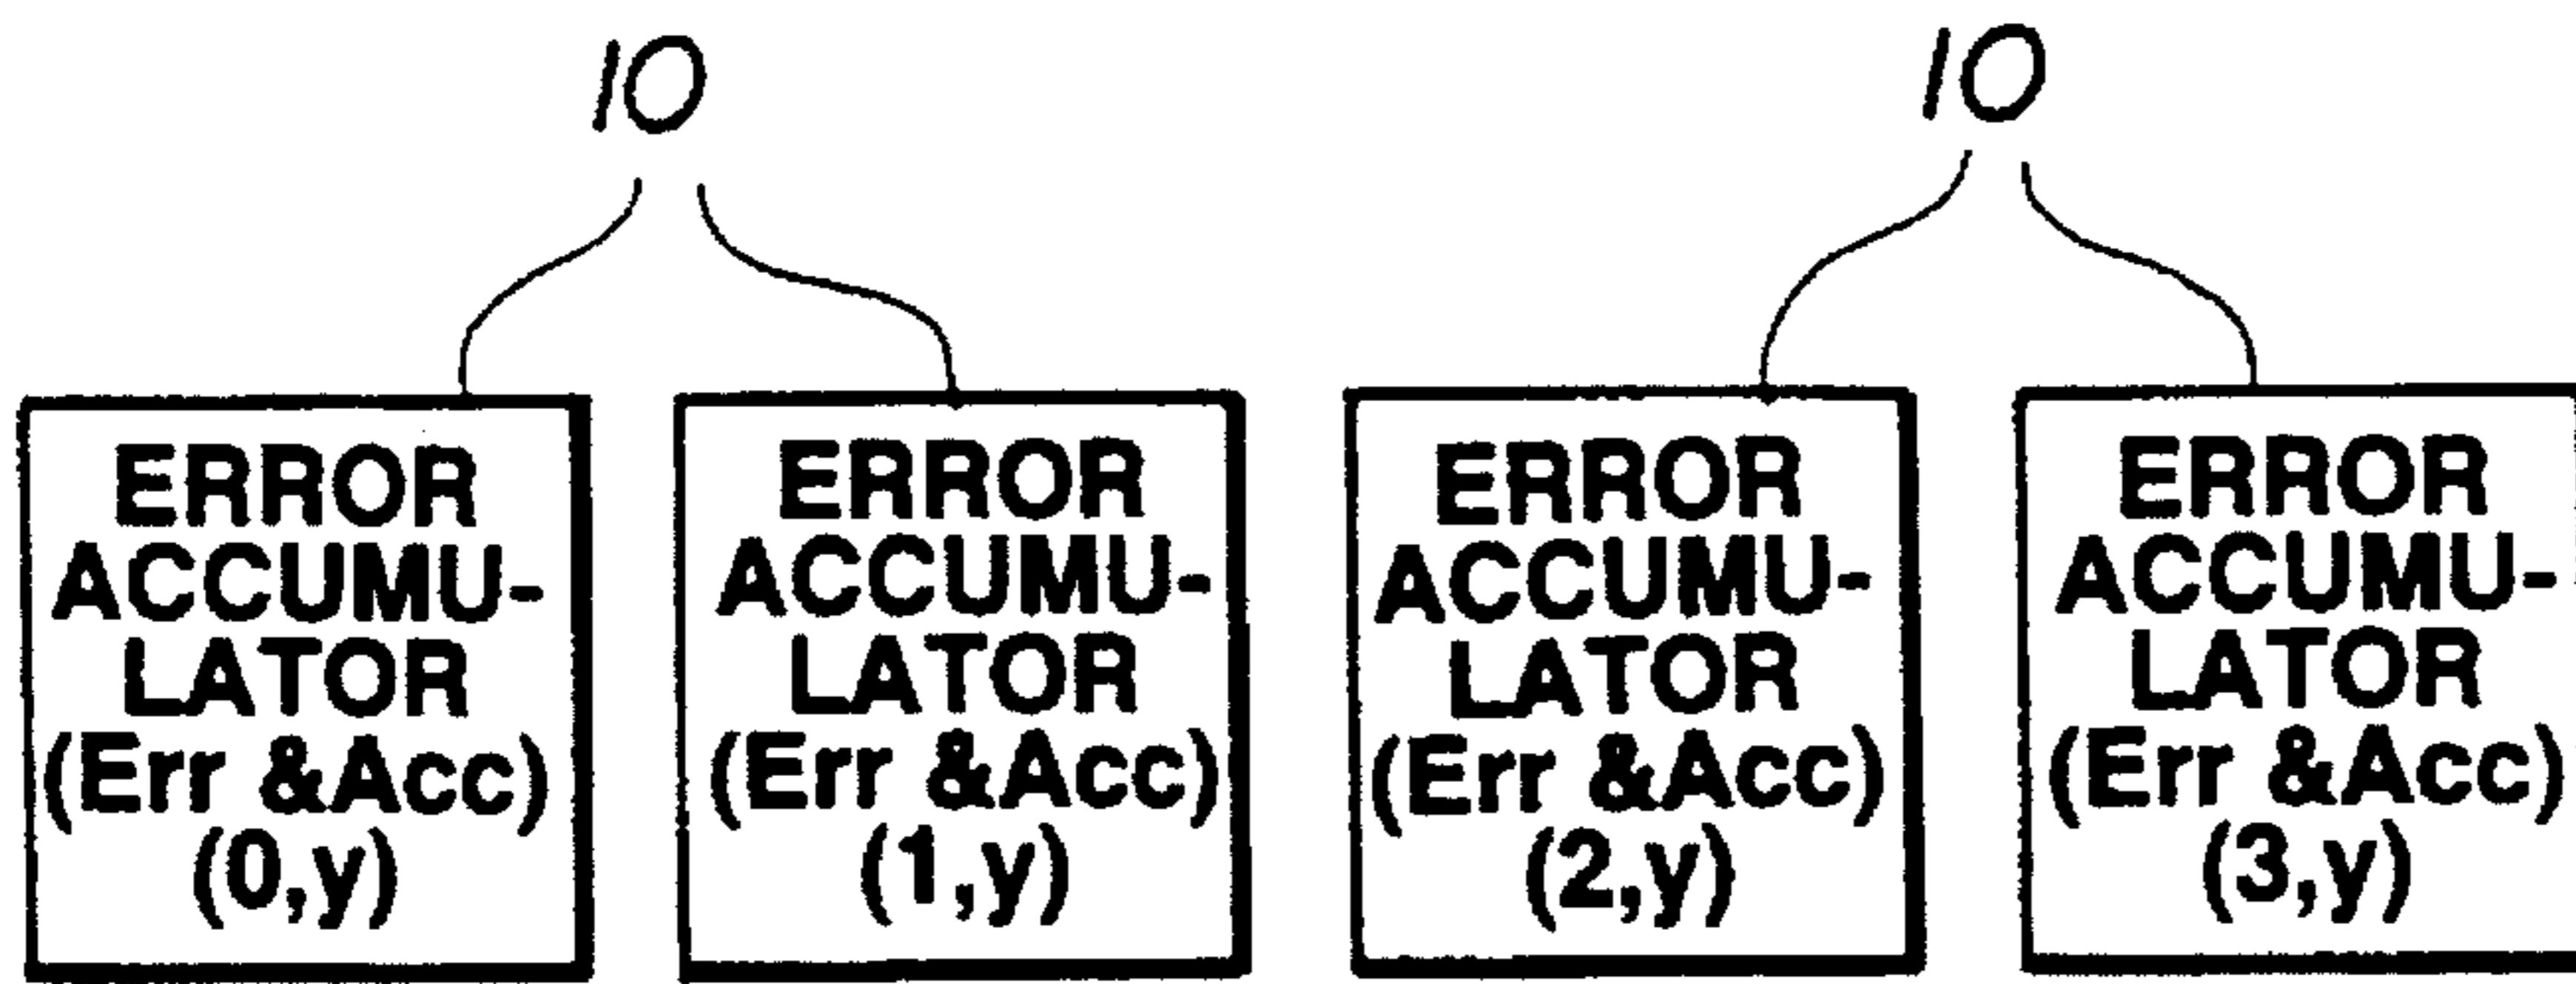 10
10
ERROR
ACCUMU-
LATOR
(Err &Acc)
(0,y)
ERROR
ACCUMU-
LATOR
(Err &Acc)
(1,y)
ERROR
ACCUMU-
LATOR
(Err &Acc)
(2,y)
ERROR
ACCUMU-
LATOR
(Err &Acc)
(3,y)